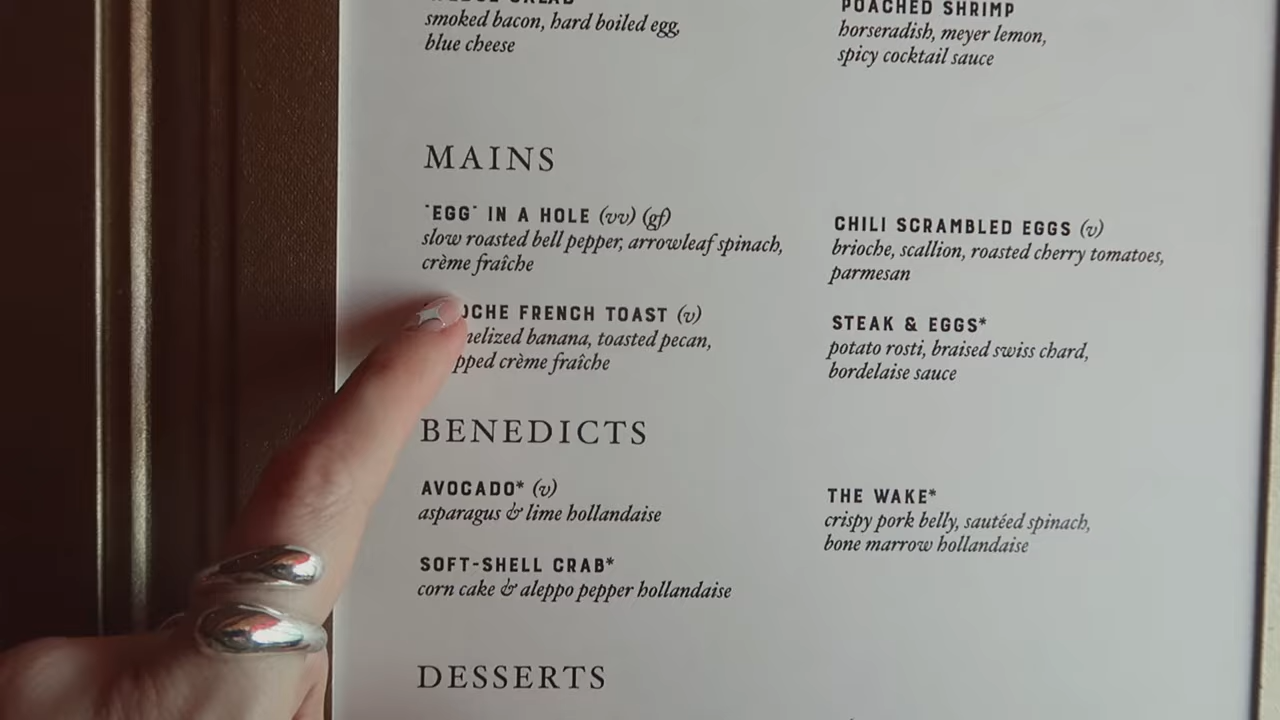 smoked bacon, hard boiled egg,
blue cheese
POACHED SHRIMP
horseradish, meyer lemon,
spicy cocktail sauce
MAINS
"EGG" IN A HOLE (vv) (gf)
slow roasted bell pepper, arrowleaf spinach,
crème fraîche
FRENCH TOAST (v)
banana, toasted pecan,
crème fraîche
CHILI SCRAMBLED EGGS (v)
brioche, scallion, roasted cherry tomatoes,
parmesan
STEAK & EGGS*
potato rosti, braised swiss chard,
bordelaise sauce
BENEDICTS
AVOCADO* (v)
asparagus & lime hollandaise
SOFT-SHELL CRAB*
corn cake & aleppo pepper hollandaise
THE WAKE*
crispy pork belly, sautéed spinach,
bone marrow hollandaise
DESSERTS